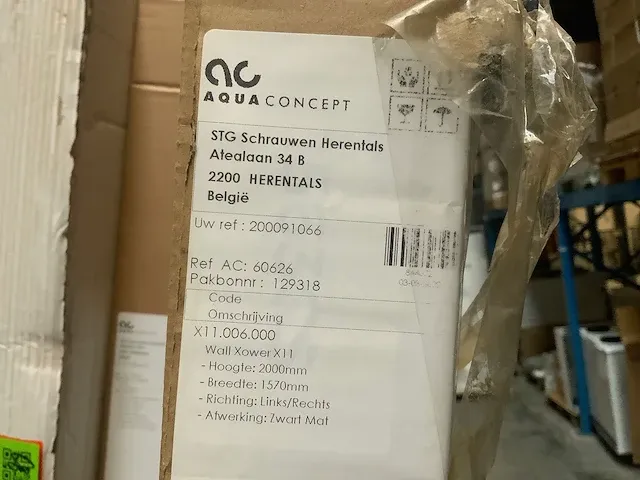 ac
AQUA CONCEPT
STG Schrauwen Herentals
Atealaan 34 B
2200 HERENTALS
België
Uw ref : 200091066
Ref AC: 60626
Pakbonnr : 129318
Code
Omschrijving
X11.006.000
Wall Xower X11
- Hoogte: 2000mm
- Breedte: 1570mm
- Richting: Links/Rechts
- Afwerking: Zwart Mat